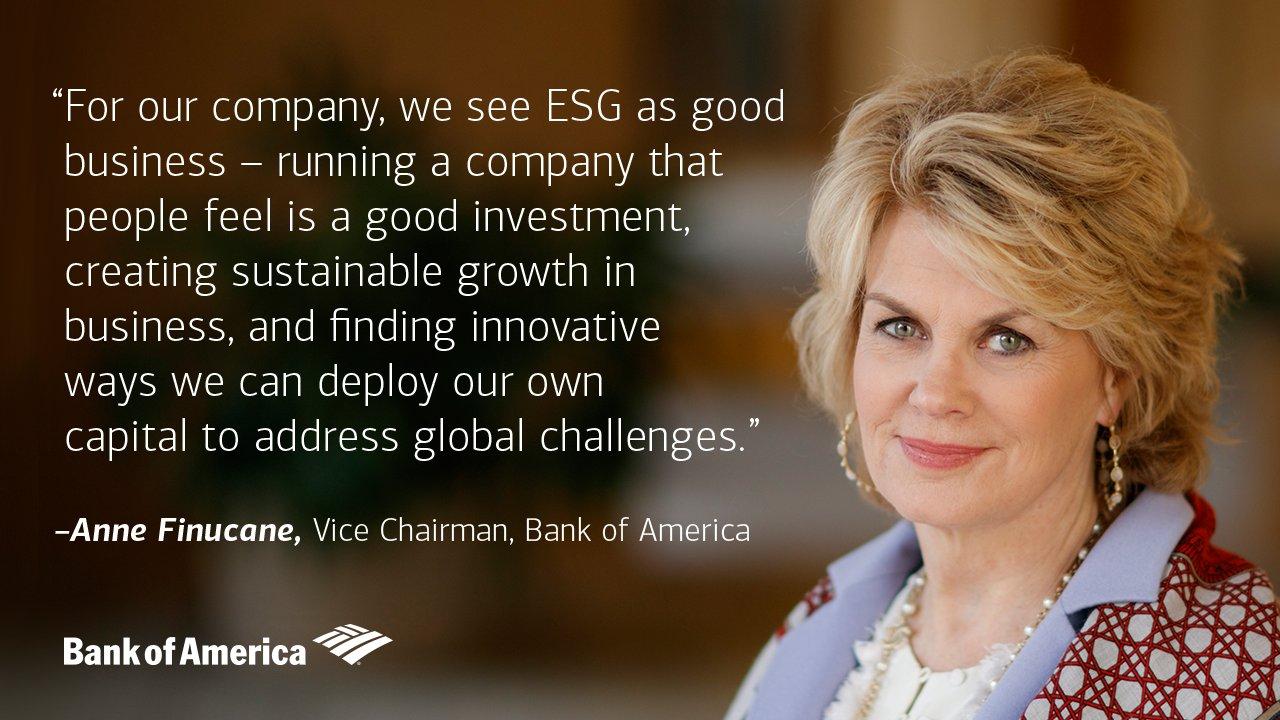 “For our company, we see ESG as good
business – running a company that
people feel is a good investment,
creating sustainable growth in
business, and finding innovative
ways we can deploy our own
capital to address global challenges.”
–Anne Finucane, Vice Chairman, Bank of America
Bank of America